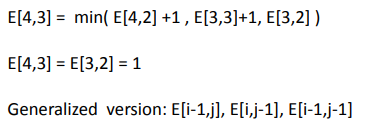 E[4,3] = min( E[4,2] +1 , E[3,3]+1, E[3,2] )
E[4,3] = E[3,2] = 1
Generalized version: E[i-1,j], E[i,j-1], E[i-1,j-1]